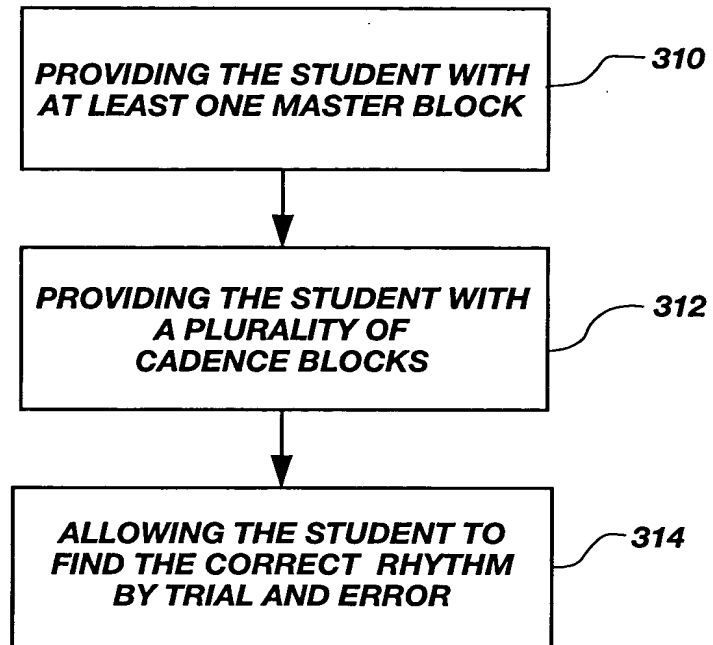 PROVIDING THE STUDENT WITH
AT LEAST ONE MASTER BLOCK
310
PROVIDING THE STUDENT WITH
A PLURALITY OF
CADENCE BLOCKS
312
ALLOWING THE STUDENT TO
FIND THE CORRECT RHYTHM
BY TRIAL AND ERROR
314